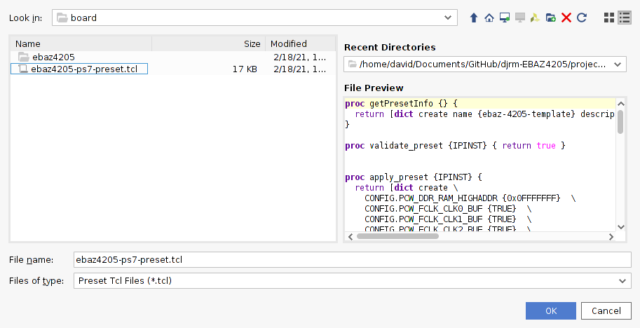 Look in: board
Name Size Modified
ebaz4205 2/18/21, 1...
ebaz4205-ps7-preset.tcl 17 KB 2/18/21, 1...
Recent Directories
/home/david/Documents/GitHub/djrm-EBAZ4205/projec...
File Preview
proc getPresetInfo {} {
return [dict create name {ebaz-4205-template} descrip
}
proc validate_preset {IPINST} { return true }
proc apply_preset {IPINST} {
return [dict create \
CONFIG.PCW_DDR_RAM_HIGHADDR {0x0FFFFFFF} \
CONFIG.PCW_FCLK_CLK0_BUF {TRUE} \
CONFIG.PCW_FCLK_CLK1_BUF {TRUE} \
CONFIG.PCW_FCLK_CLK2_BUF {TRUE} \
File name: ebaz4205-ps7-preset.tcl
Files of type: Preset Tcl Files (*.tcl)
OK Cancel